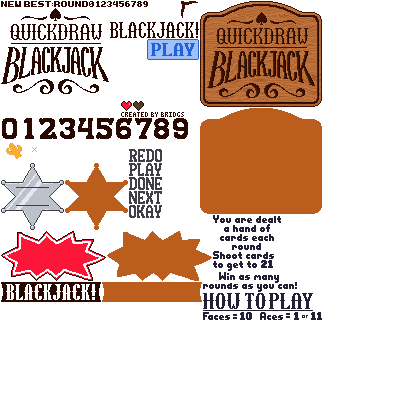 NEW BEST:ROUND0123456789
QUICKDRAW
BLACKJACK
BLACKJACK!
PLAY
QUICKDRAW
BLACKJACK
CREATED BY BRIDGS
0123456789
REDO
PLAY
DONE
NEXT
OKAY
You are dealt
a hand of
cards each
round
Shoot cards
to get to 21
Win as many
rounds as you can!
BLACKJACK!
HOW TO PLAY
Faces = 10 Aces = 1 or 11